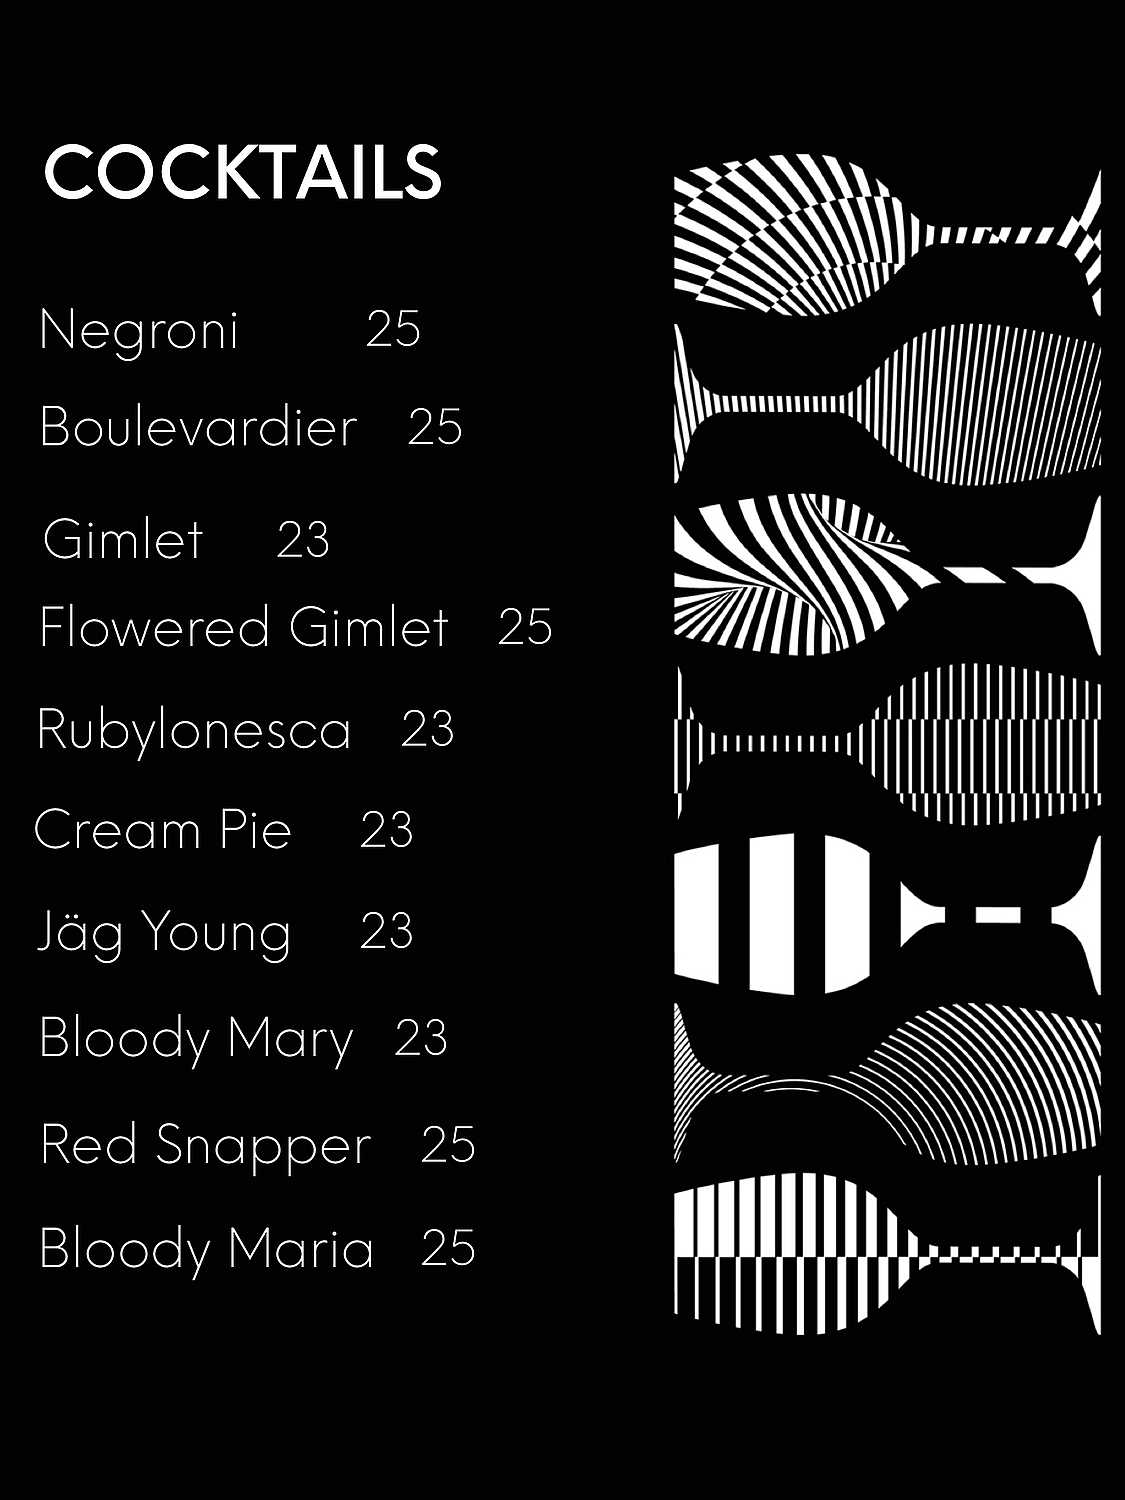 COCKTAILS
Negroni 25
Boulevardier 25
Gimlet 23
Flowered Gimlet 25
Rubylonesca 23
Cream Pie 23
Jäg Young 23
Bloody Mary 23
Red Snapper 25
Bloody Maria 25